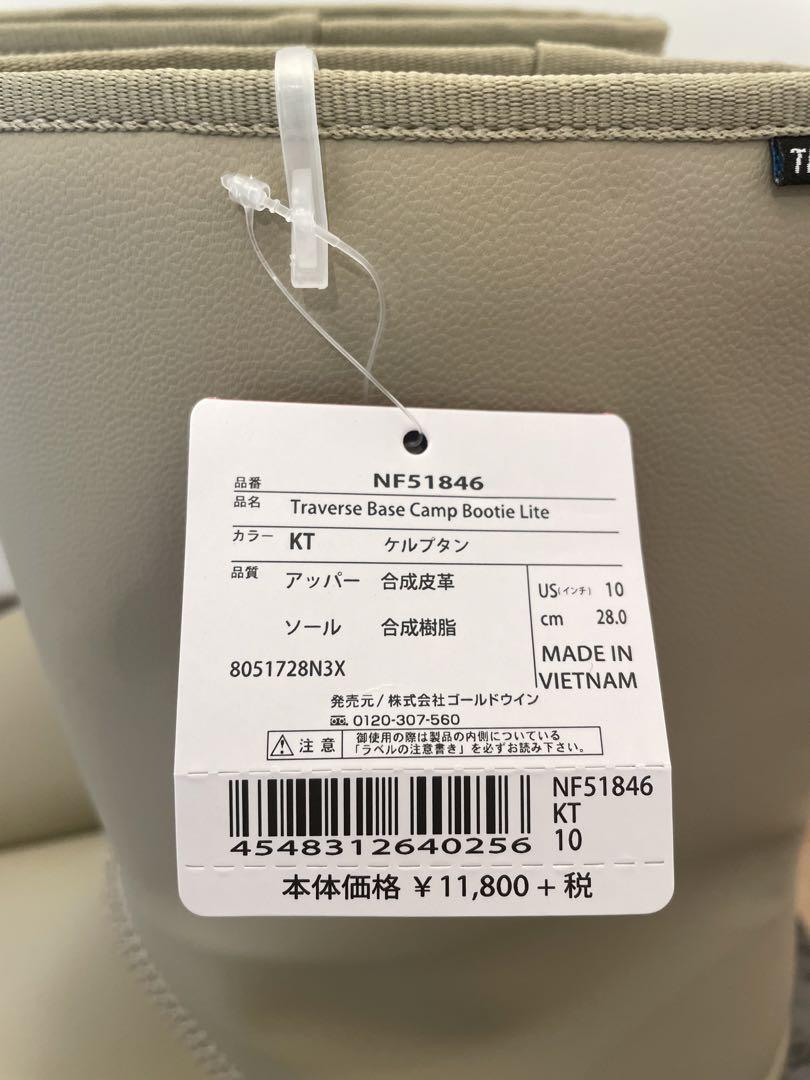 品番 NF51846
品名 Traverse Base Camp Bootie Lite
カラー KT ケルプタン
品質 アッパー 合成皮革
ソール 合成樹脂
US(インチ) 10
cm 28.0
MADE IN
VIETNAM
8051728N3X
発売元/株式会社ゴールドウイン
0120-307-560
注意 御使用の際は製品の内側についている
「ラベルの注意書き」を必ずお読み下さい。
4548312640256
NF51846
KT
10
本体価格 ¥11,800+税